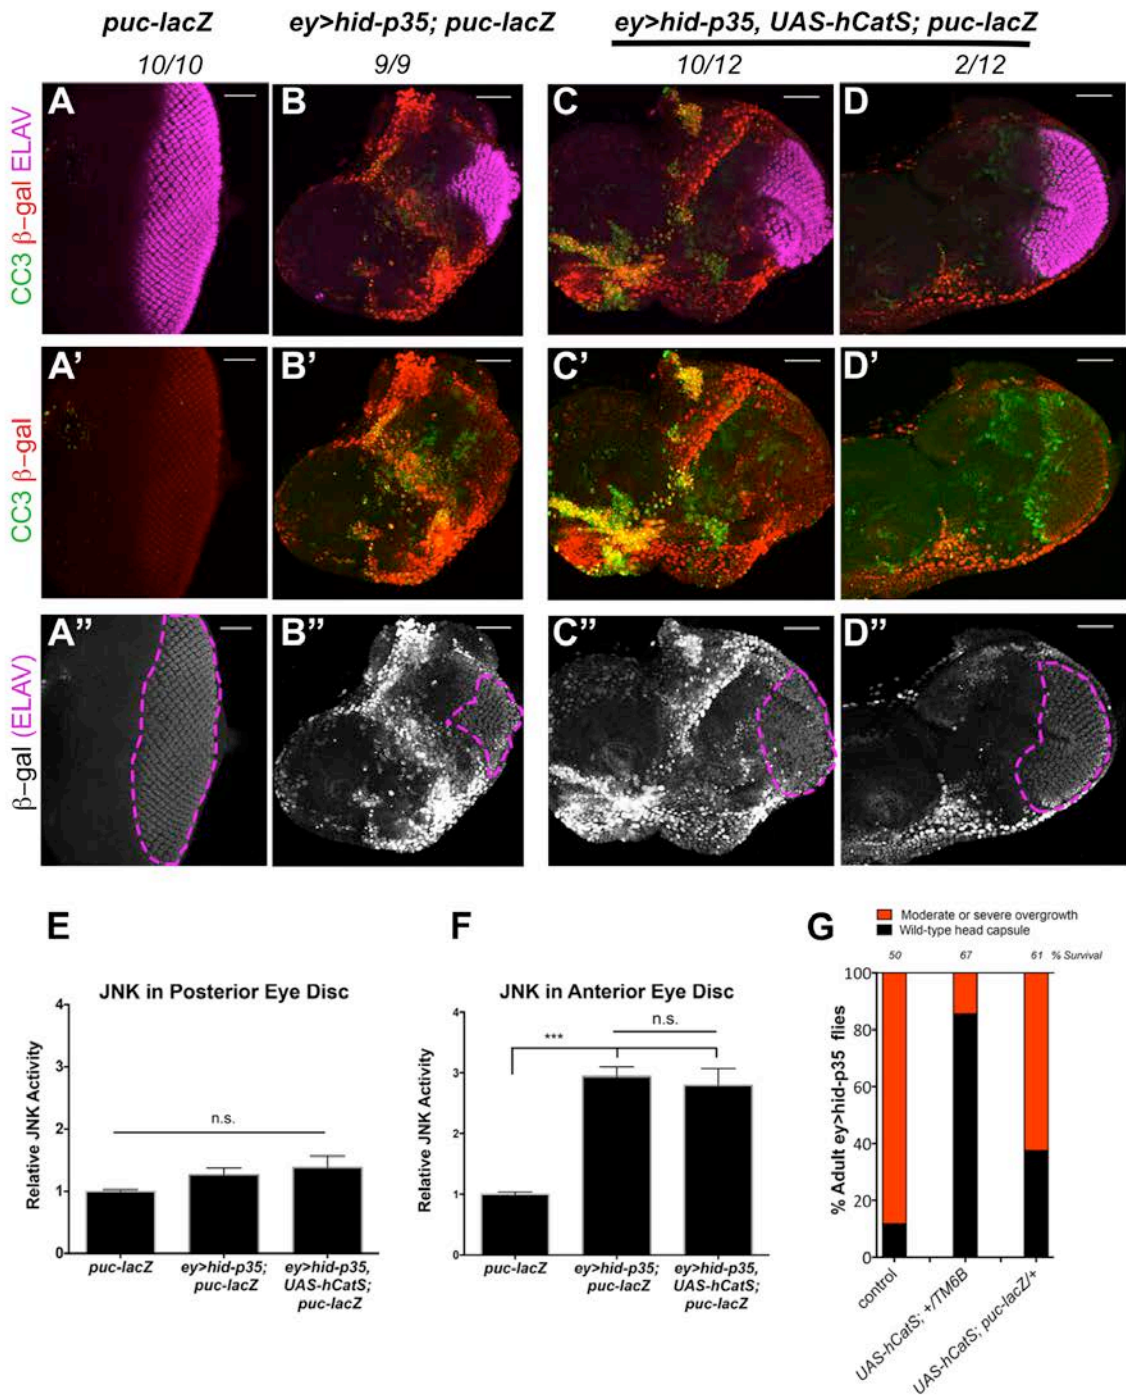 puc-lacZ
ey>hid-p35; puc-lacZ
ey>hid-p35, UAS-hCatS; puc-lacZ
10/10
9/9
10/12
2/12
CC3 β-gal ELAV
A
B
C
D
CC3 β-gal
A'
B'
C'
D'
β-gal (ELAV)
A"
B"
C"
D"
E
JNK in Posterior Eye Disc
Relative JNK Activity
4
3
2
1
0
n.s.
puc-lacZ
ey>hid-p35;
puc-lacZ
ey>hid-p35,
UAS-hCatS;
puc-lacZ
F
JNK in Anterior Eye Disc
Relative JNK Activity
4
3
2
1
0
***
n.s.
puc-lacZ
ey>hid-p35;
puc-lacZ
ey>hid-p35,
UAS-hCatS;
puc-lacZ
G
Moderate or severe overgrowth
Wild-type head capsule
50
67
61
% Survival
% Adult ey>hid-p35 flies
100
80
60
40
20
0
control
UAS-hCatS; +/TM6B
UAS-hCatS; puc-lacZ/+